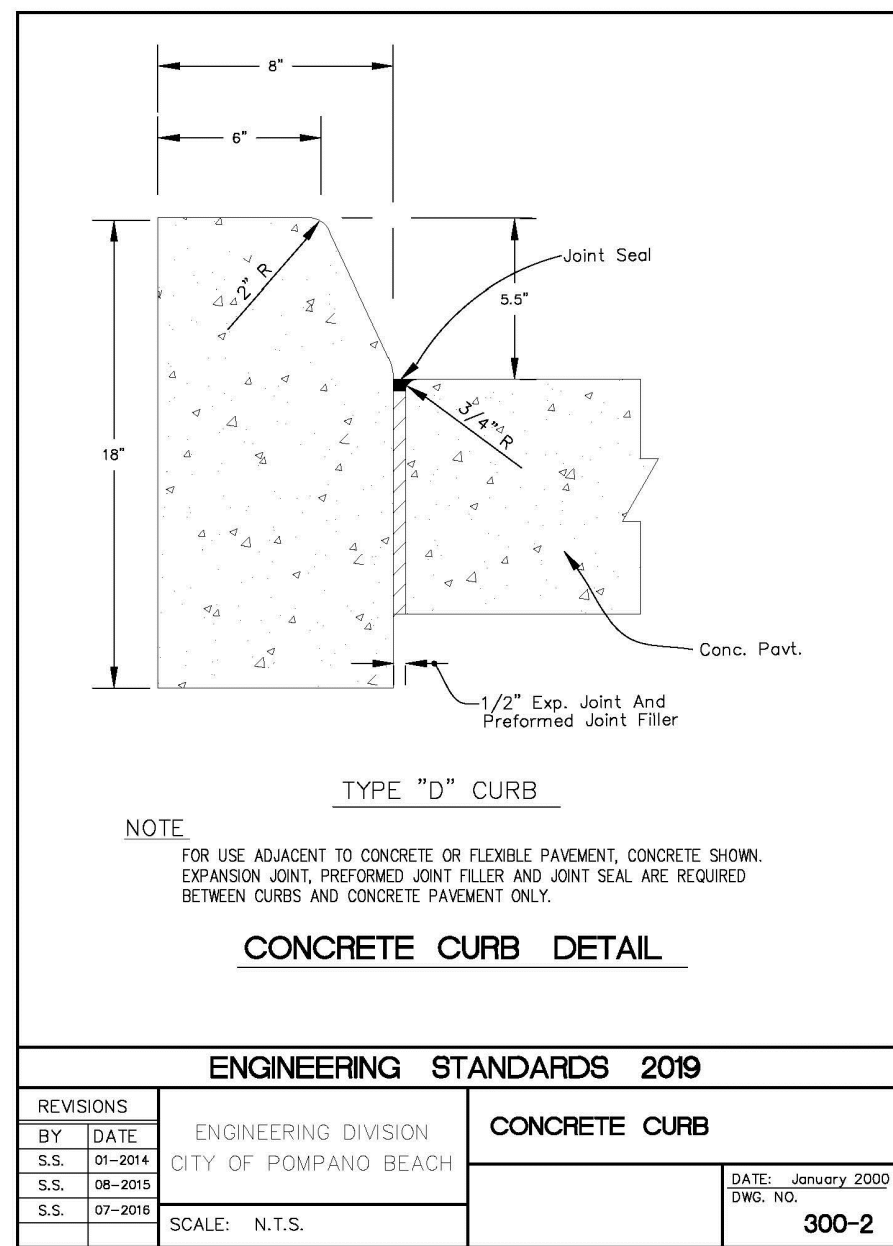 8"
6"
Joint Seal
5.5"
2" R
3/4" R
18"
Conc. Pavt.
1/2" Exp. Joint And
Preformed Joint Filler
TYPE "D" CURB
NOTE
FOR USE ADJACENT TO CONCRETE OR FLEXIBLE PAVEMENT, CONCRETE SHOWN.
EXPANSION JOINT, PREFORMED JOINT FILLER AND JOINT SEAL ARE REQUIRED
BETWEEN CURBS AND CONCRETE PAVEMENT ONLY.
CONCRETE CURB DETAIL
ENGINEERING STANDARDS 2019
REVISIONS
BY DATE
S.S. 01-2014
S.S. 08-2015
S.S. 07-2016
ENGINEERING DIVISION
CITY OF POMPANO BEACH
SCALE: N.T.S.
CONCRETE CURB
DATE: January 2000
DWG. NO.
300-2